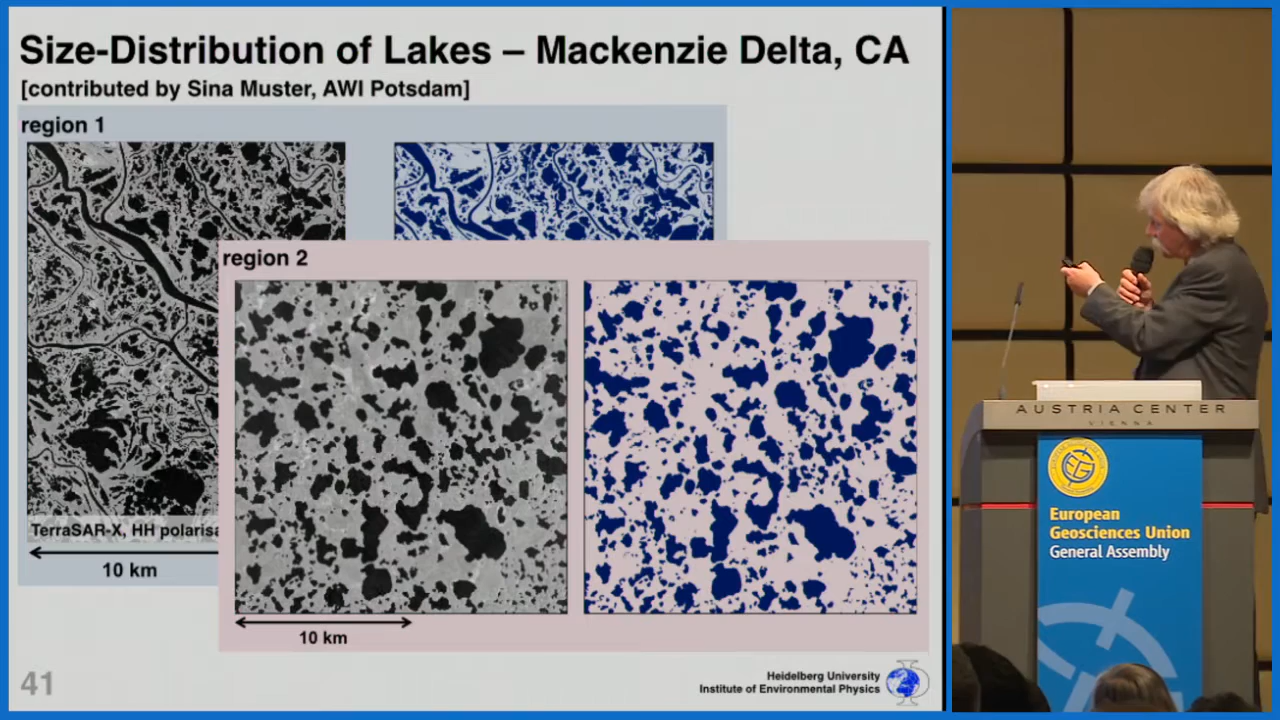 Size-Distribution of Lakes – Mackenzie Delta, CA
[contributed by Sina Muster, AWI Potsdam]
region 1
region 2
TerraSAR-X, HH polarisa
10 km
10 km
41
Heidelberg University
Institute of Environmental Physics
AUSTRIA CENTER
VIENNA
European
Geosciences Union
General Assembly